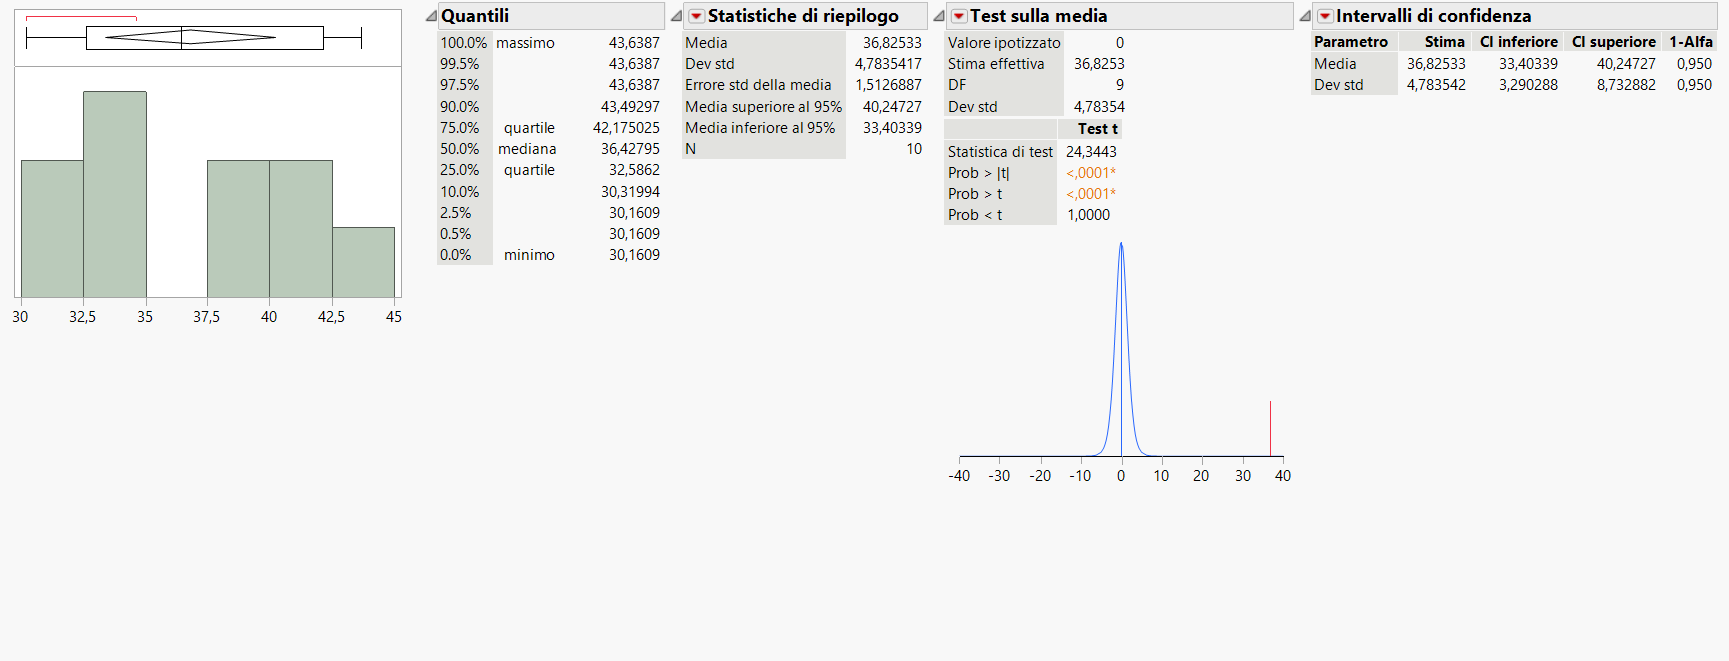 30 32,5 35 37,5 40 42,5 45
Quantili
100.0% massimo 43,6387
99.5% 43,6387
97.5% 43,6387
90.0% 43,49297
75.0% quartile 42,175025
50.0% mediana 36,42795
25.0% quartile 32,5862
10.0% 30,31994
2.5% 30,1609
0.5% 30,1609
0.0% minimo 30,1609
Statistiche di riepilogo
Media 36,82533
Dev std 4,7835417
Errore std della media 1,5126887
Media superiore al 95% 40,24727
Media inferiore al 95% 33,40339
N 10
Test sulla media
Valore ipotizzato 0
Stima effettiva 36,8253
DF 9
Dev std 4,78354
Test t
Statistica di test 24,3443
Prob > |t| <,0001*
Prob > t <,0001*
Prob < t 1,0000
-40 -30 -20 -10 0 10 20 30 40
Intervalli di confidenza
Parametro Stima CI inferiore CI superiore 1-Alfa
Media 36,82533 33,40339 40,24727 0,950
Dev std 4,783542 3,290288 8,732882 0,950